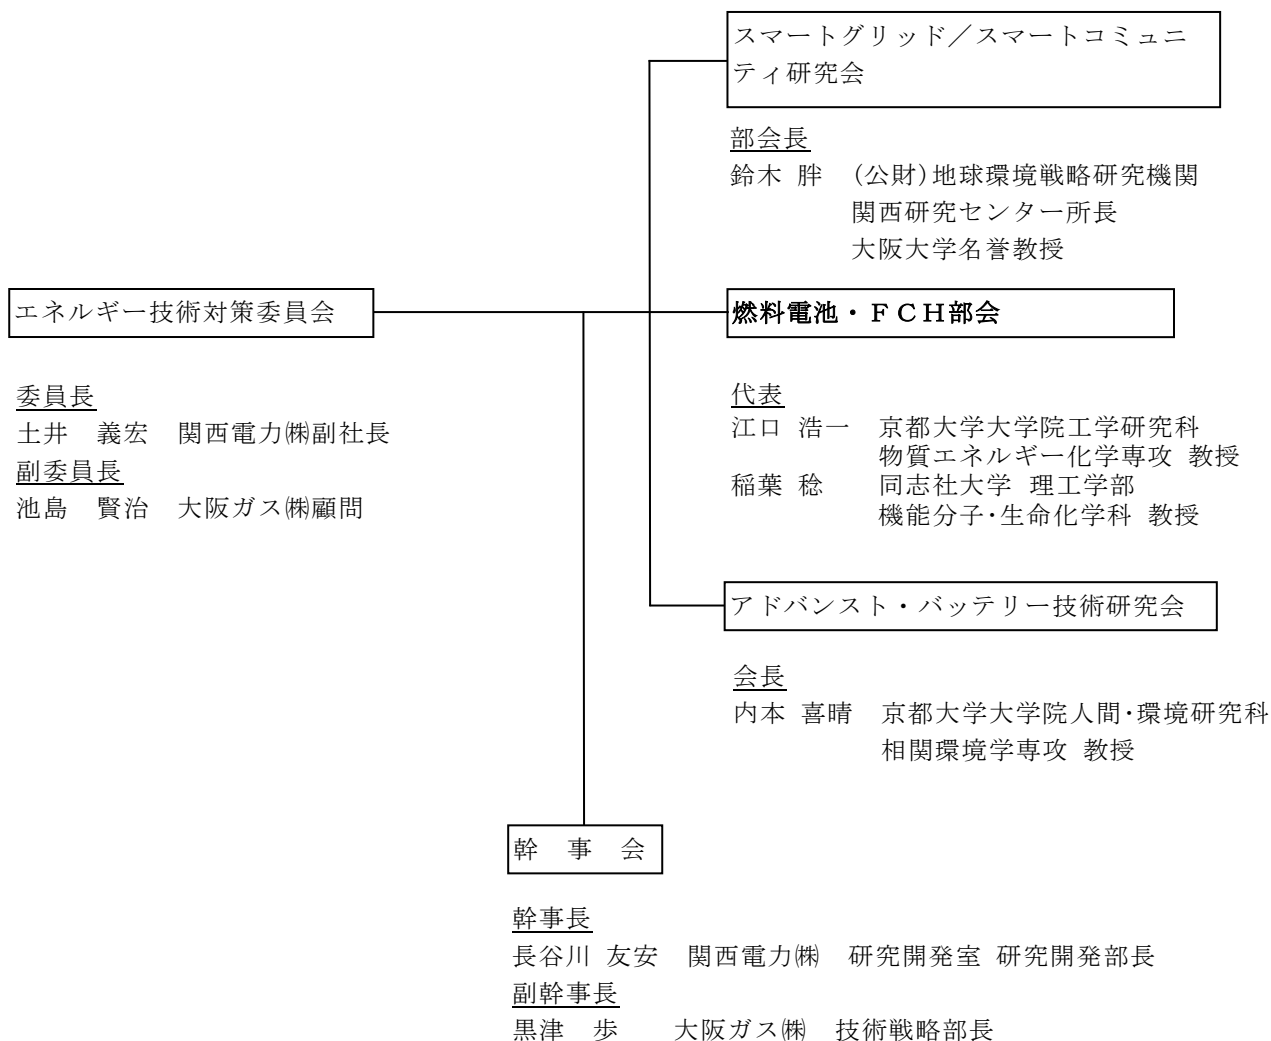 スマートグリッド／スマートコミュニ
ティ研究会
部会長
鈴木 胖 (公財)地球環境戦略研究機関
関西研究センター所長
大阪大学名誉教授
エネルギー技術対策委員会
委員長
土井 義宏 関西電力㈱副社長
副委員長
池島 賢治 大阪ガス㈱顧問
燃料電池・ＦＣＨ部会
代表
江口 浩一 京都大学大学院工学研究科
物質エネルギー化学専攻 教授
稲葉 稔 同志社大学 理工学部
機能分子･生命化学科 教授
アドバンスト・バッテリー技術研究会
会長
内本 喜晴 京都大学大学院人間･環境研究科
相関環境学専攻 教授
幹 事 会
幹事長
長谷川 友安 関西電力㈱ 研究開発室 研究開発部長
副幹事長
黒津 歩 大阪ガス㈱ 技術戦略部長